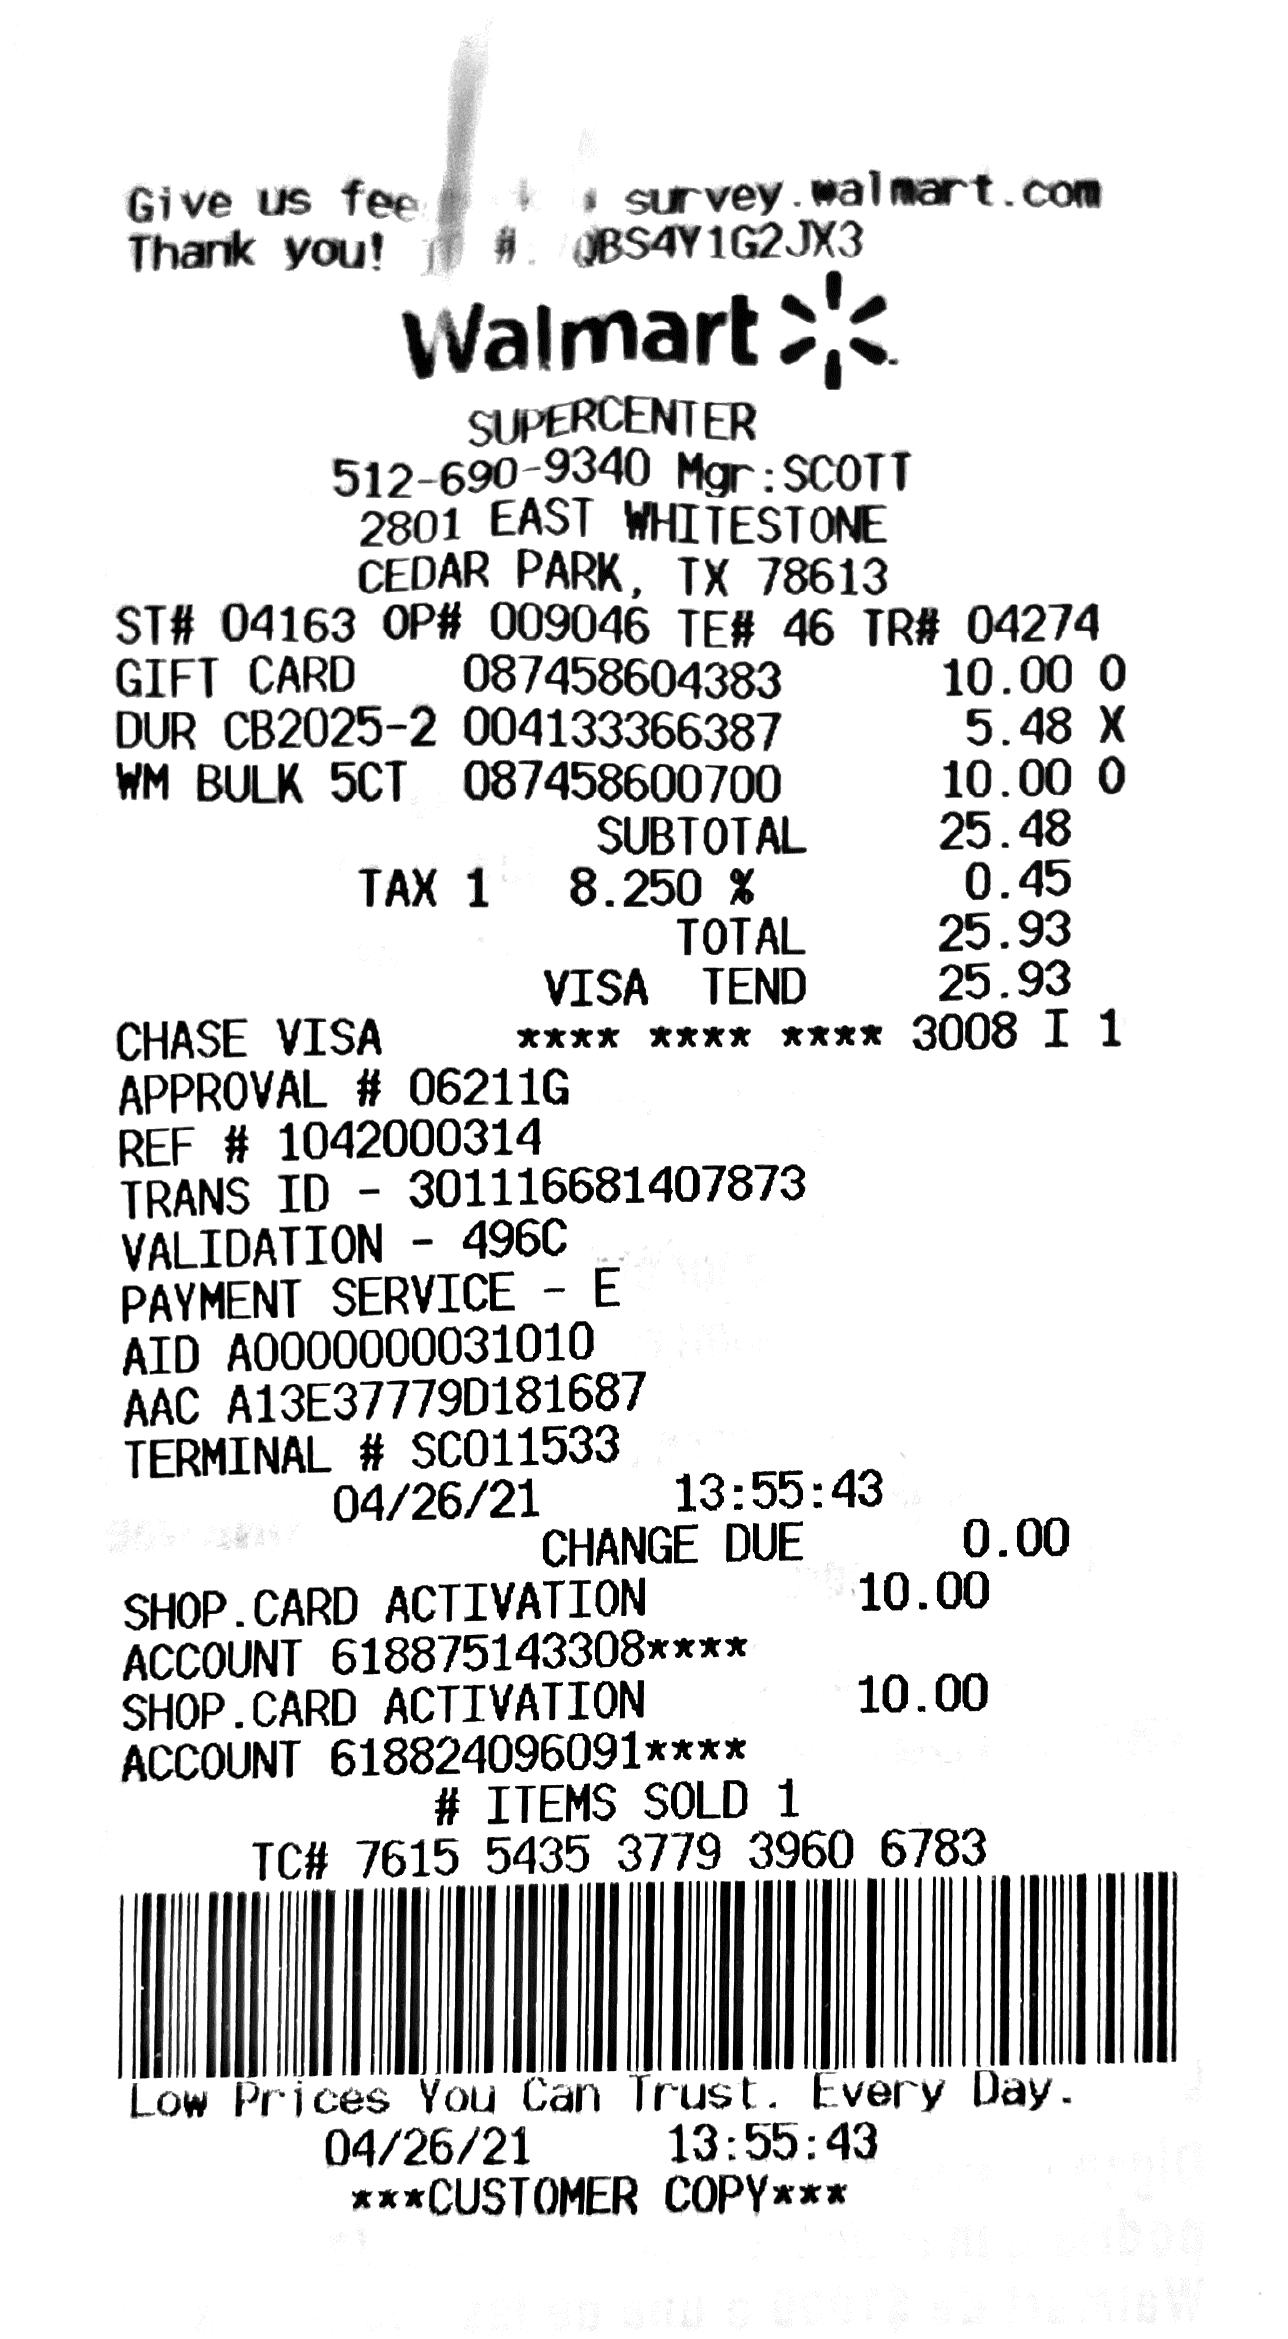 Give us fee survey.walmart.com
Thank you! # QBS4Y1G2JX3
Walmart
SUPERCENTER
512-690-9340 Mgr:SCOTT
2801 EAST WHITESTONE
CEDAR PARK, TX 78613
ST# 04163 OP# 009046 TE# 46 TR# 04274
GIFT CARD 087458604383 10.00 O
DUR CB2025-2 004133366387 5.48 X
WM BULK 5CT 087458600700 10.00 O
SUBTOTAL 25.48
TAX 1 8.250 % 0.45
TOTAL 25.93
VISA TEND 25.93
CHASE VISA **** **** **** 3008 I 1
APPROVAL # 06211G
REF # 1042000314
TRANS ID - 301116681407873
VALIDATION - 496C
PAYMENT SERVICE - E
AID A0000000031010
AAC A13E37779D181687
TERMINAL # SC011533
04/26/21 13:55:43
CHANGE DUE 0.00
SHOP.CARD ACTIVATION 10.00
ACCOUNT 618875143308****
SHOP.CARD ACTIVATION 10.00
ACCOUNT 618824096091****
# ITEMS SOLD 1
TC# 7615 5435 3779 3960 6783
Low Prices You Can Trust. Every Day.
04/26/21 13:55:43
***CUSTOMER COPY***